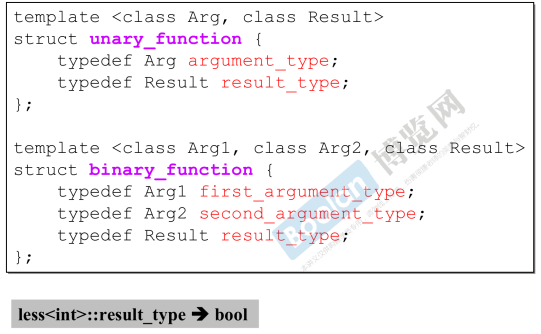 template <class Arg, class Result>
struct unary_function {
    typedef Arg argument_type;
    typedef Result result_type;
};
template <class Arg1, class Arg2, class Result>
struct binary_function {
    typedef Arg1 first_argument_type;
    typedef Arg2 second_argument_type;
    typedef Result result_type;
};
Boolan 博览网
less<int>::result_type ➔ bool